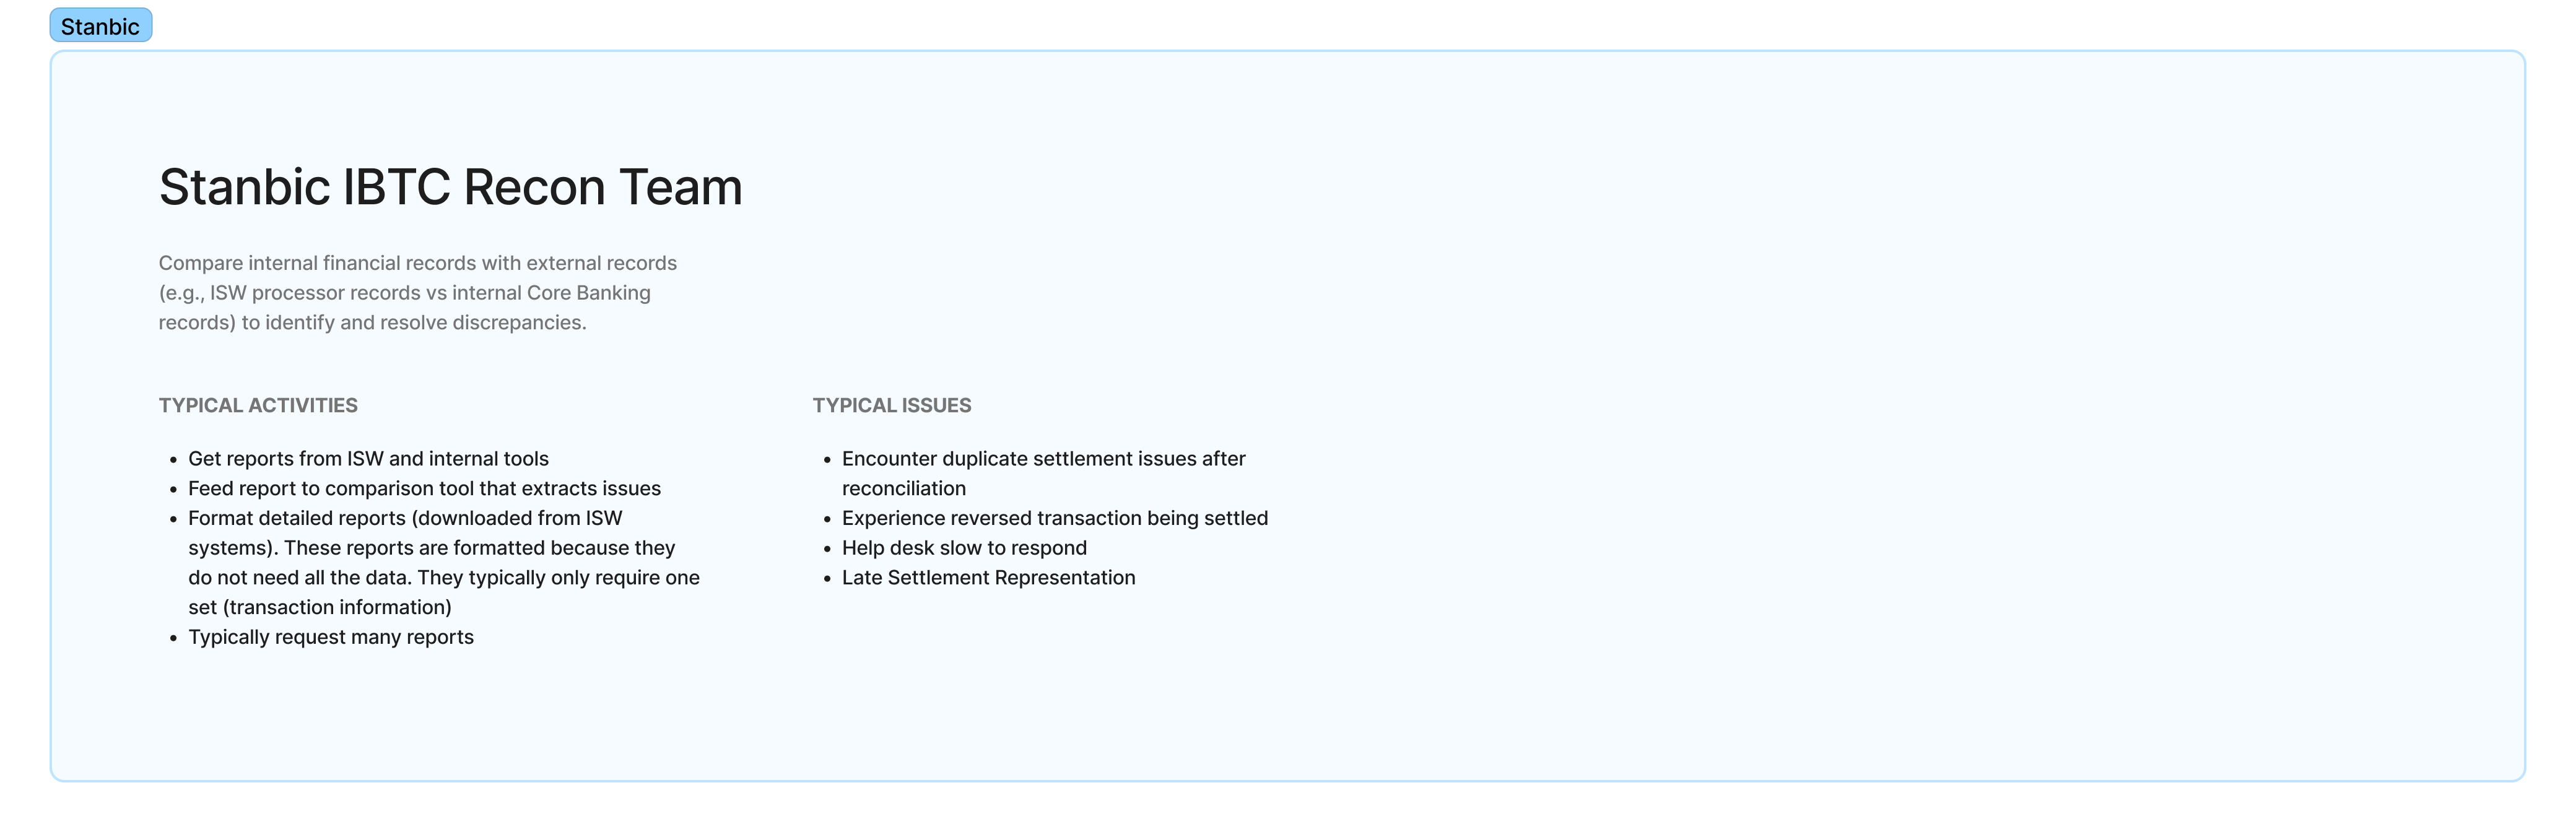 Stanbic
Stanbic IBTC Recon Team
Compare internal financial records with external records
(e.g., ISW processor records vs internal Core Banking
records) to identify and resolve discrepancies.
TYPICAL ACTIVITIES
• Get reports from ISW and internal tools
• Feed report to comparison tool that extracts issues
• Format detailed reports (downloaded from ISW
systems). These reports are formatted because they
do not need all the data. They typically only require one
set (transaction information)
• Typically request many reports
TYPICAL ISSUES
• Encounter duplicate settlement issues after
reconciliation
• Experience reversed transaction being settled
• Help desk slow to respond
• Late Settlement Representation